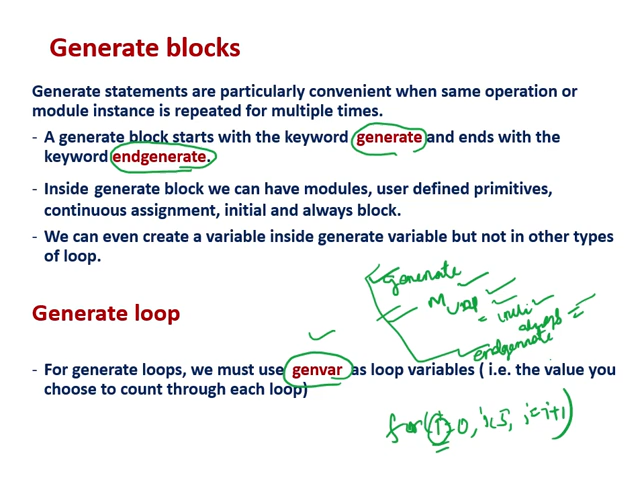 Generate blocks
Generate statements are particularly convenient when same operation or
module instance is repeated for multiple times.
- A generate block starts with the keyword generate and ends with the
keyword endgenerate.
- Inside generate block we can have modules, user defined primitives,
continuous assignment, initial and always block.
- We can even create a variable inside generate variable but not in other types
of loop.
generate
M
endgenerate
Generate loop
- For generate loops, we must use genvar as loop variables ( i.e. the value you
choose to count through each loop)
for(i=0, i<5, i=i+1)